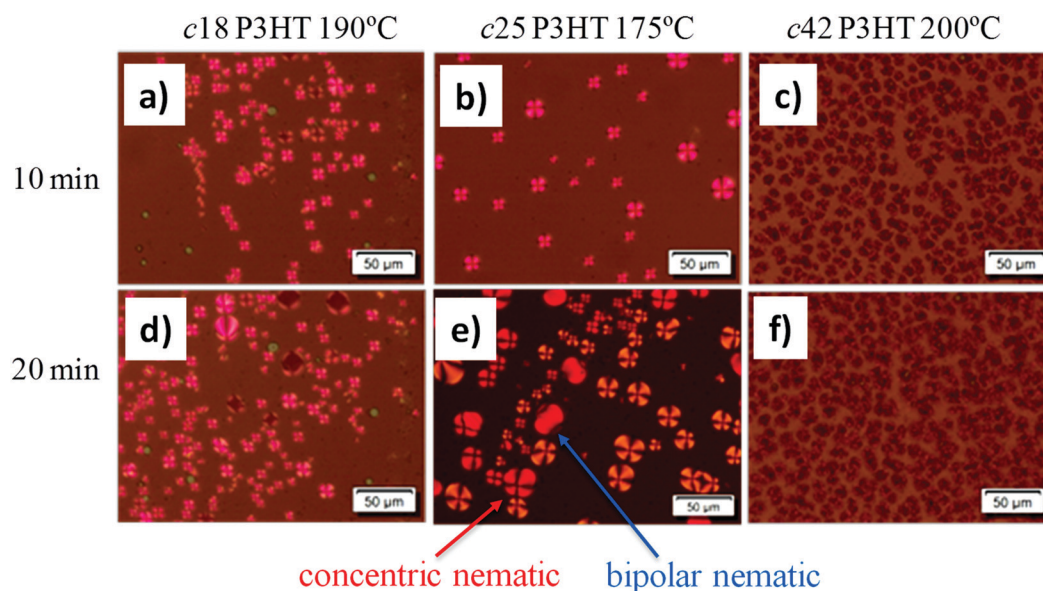 c18 P3HT 190ºC c25 P3HT 175ºC c42 P3HT 200ºC
10 min
a) b) c)
50 µm 50 µm 50 µm
20 min
d) e) f)
50 µm 50 µm 50 µm
concentric nematic bipolar nematic